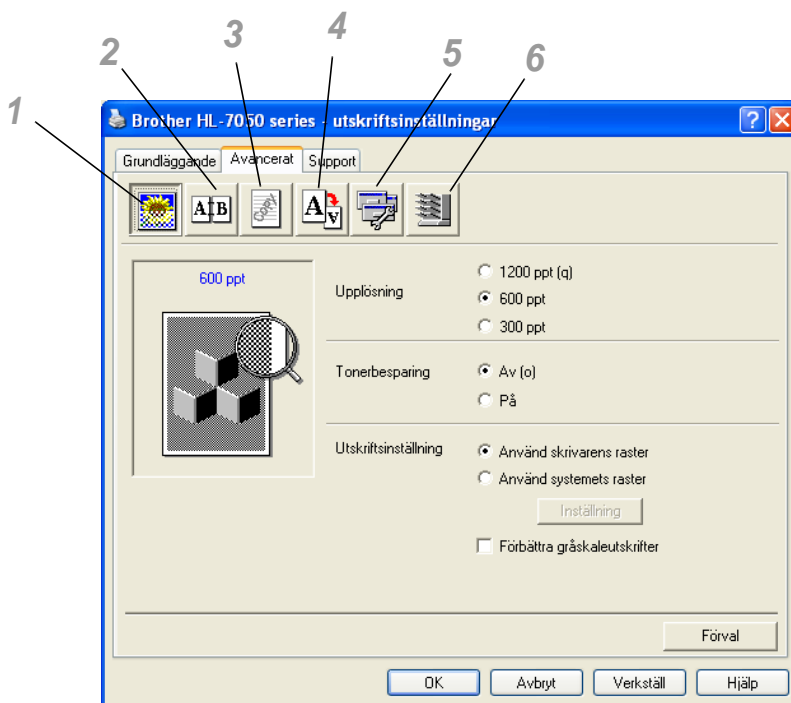 1 2 3 4 5 6
Brother HL-7050 series - utskriftsinställningar
Grundläggande Avancerat Support
A B COPY A A
600 ppt
Upplösning
1200 ppt (q)
600 ppt
300 ppt
Tonerbesparing
Av (o)
På
Utskriftsinställning
Använd skrivarens raster
Använd systemets raster
Inställning
Förbättra gråskaleutskrifter
Förval
OK Avbryt Verkställ Hjälp